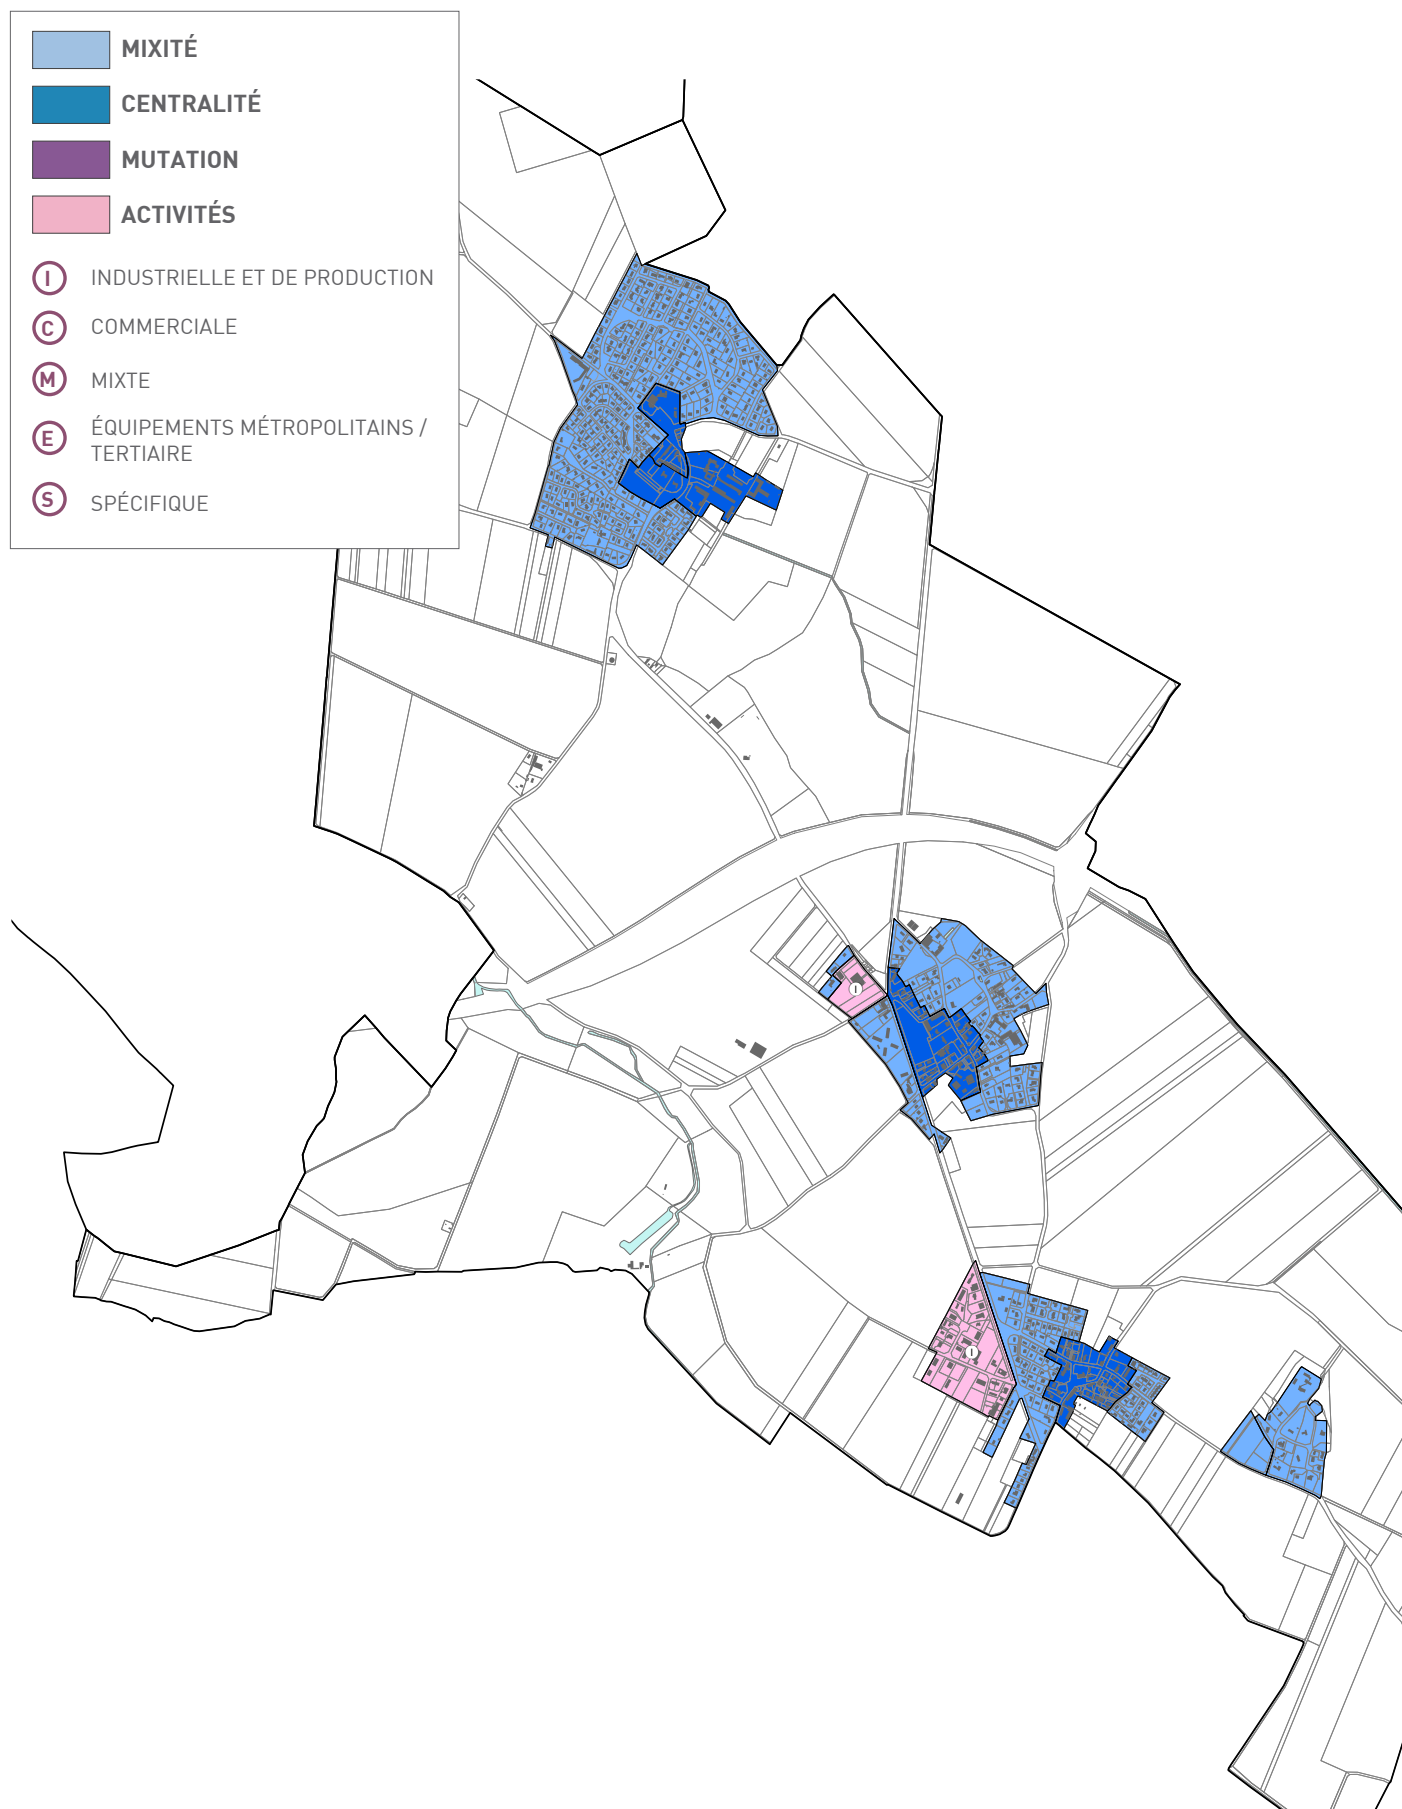 MIXITÉ
CENTRALITÉ
MUTATION
ACTIVITÉS
I INDUSTRIELLE ET DE PRODUCTION
C COMMERCIALE
M MIXTE
E ÉQUIPEMENTS MÉTROPOLITAINS /
TERTIAIRE
S SPÉCIFIQUE
I
I